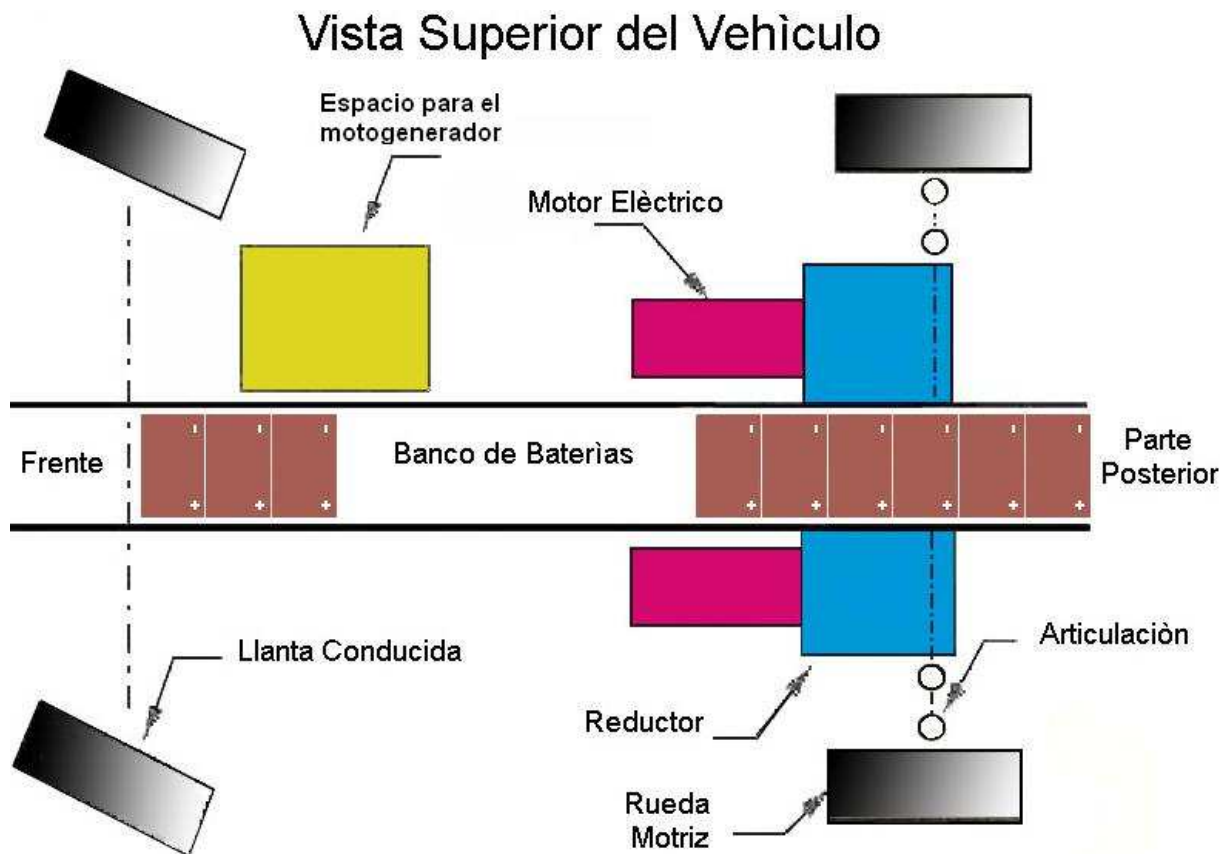 Vista Superior del Vehìculo
Espacio para el
motogenerador
Motor Elèctrico
Frente
Banco de Baterìas
Parte
Posterior
Llanta Conducida
Articulaciòn
Reductor
Rueda
Motriz